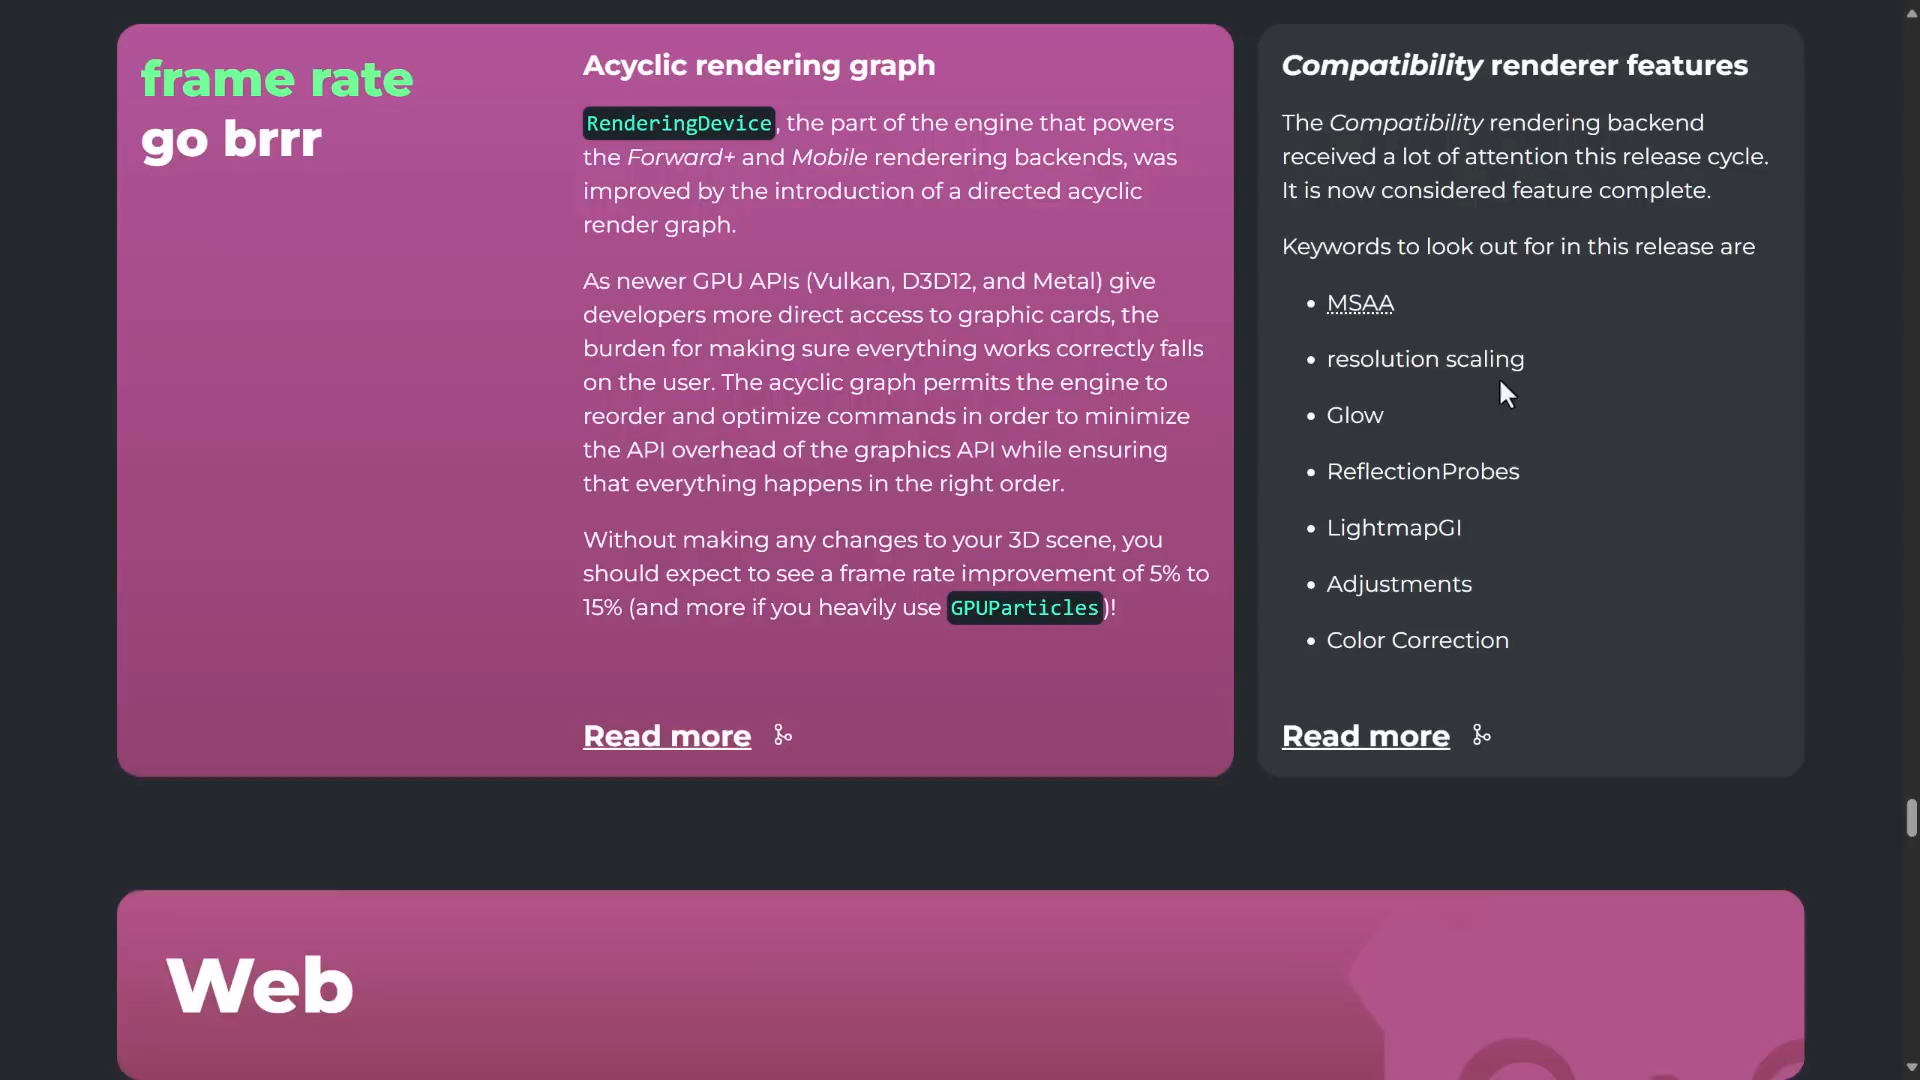 frame rate
go brrr
Acyclic rendering graph
RenderingDevice, the part of the engine that powers
the Forward+ and Mobile renderering backends, was
improved by the introduction of a directed acyclic
render graph.
As newer GPU APIs (Vulkan, D3D12, and Metal) give
developers more direct access to graphic cards, the
burden for making sure everything works correctly falls
on the user. The acyclic graph permits the engine to
reorder and optimize commands in order to minimize
the API overhead of the graphics API while ensuring
that everything happens in the right order.
Without making any changes to your 3D scene, you
should expect to see a frame rate improvement of 5% to
15% (and more if you heavily use GPUParticles)!
Read more
Compatibility renderer features
The Compatibility rendering backend
received a lot of attention this release cycle.
It is now considered feature complete.
Keywords to look out for in this release are
• MSAA
• resolution scaling
• Glow
• ReflectionProbes
• LightmapGI
• Adjustments
• Color Correction
Read more
Web